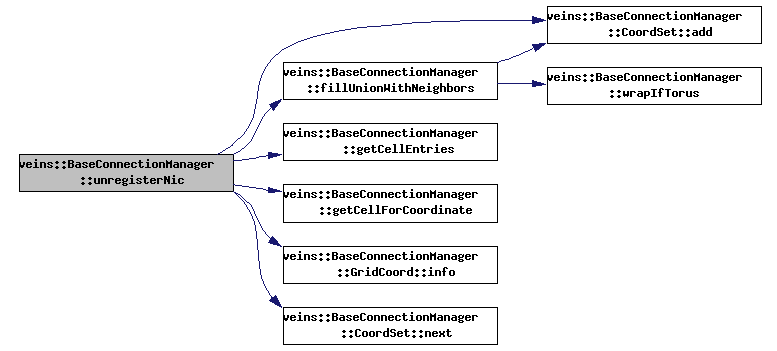 veins::BaseConnectionManager
::unregisterNic
veins::BaseConnectionManager
::CoordSet::add
veins::BaseConnectionManager
::fillUnionWithNeighbors
veins::BaseConnectionManager
::wrapIfTorus
veins::BaseConnectionManager
::getCellEntries
veins::BaseConnectionManager
::getCellForCoordinate
veins::BaseConnectionManager
::GridCoord::info
veins::BaseConnectionManager
::CoordSet::next